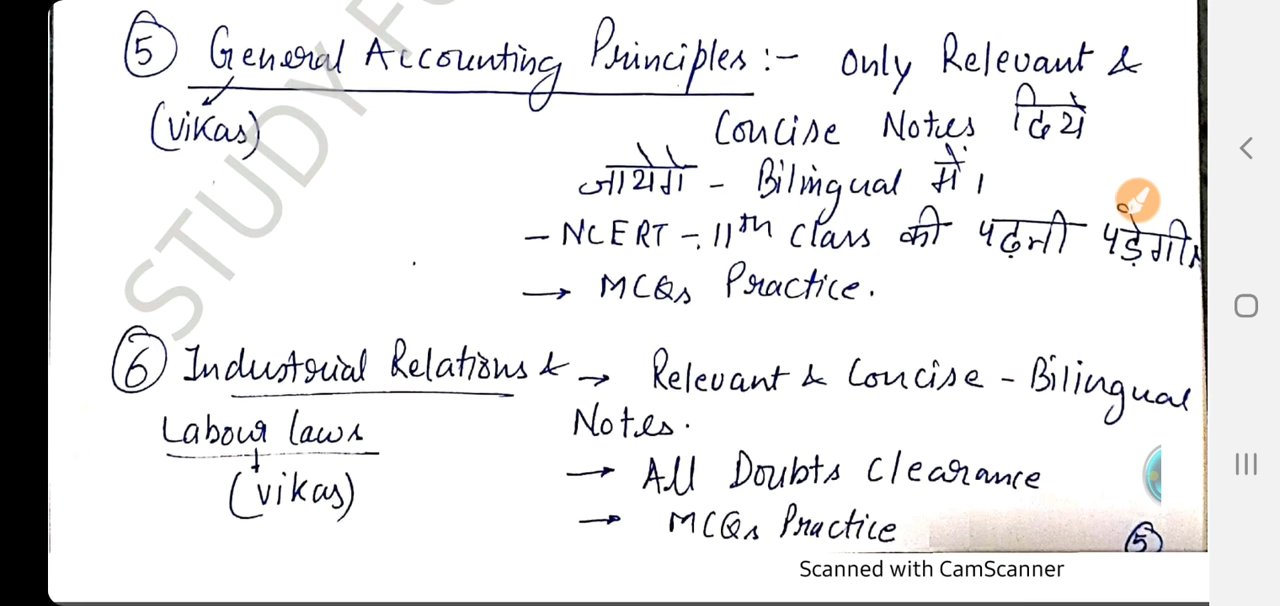 ⑤ General Accounting Principles :- Only Relevant &
(Vikas) Concise Notes दिये
जायेगें - Bilingual में।
- NCERT - 11th Class की पढ़नी पड़ेगी।
→ MCQs Practice.
⑥ Industrial Relations & → Relevant & Concise - Bilingual
Labour laws Notes.
(vikas) → All Doubts Clearance
→ MCQs Practice
⑤
Scanned with CamScanner
STUDY